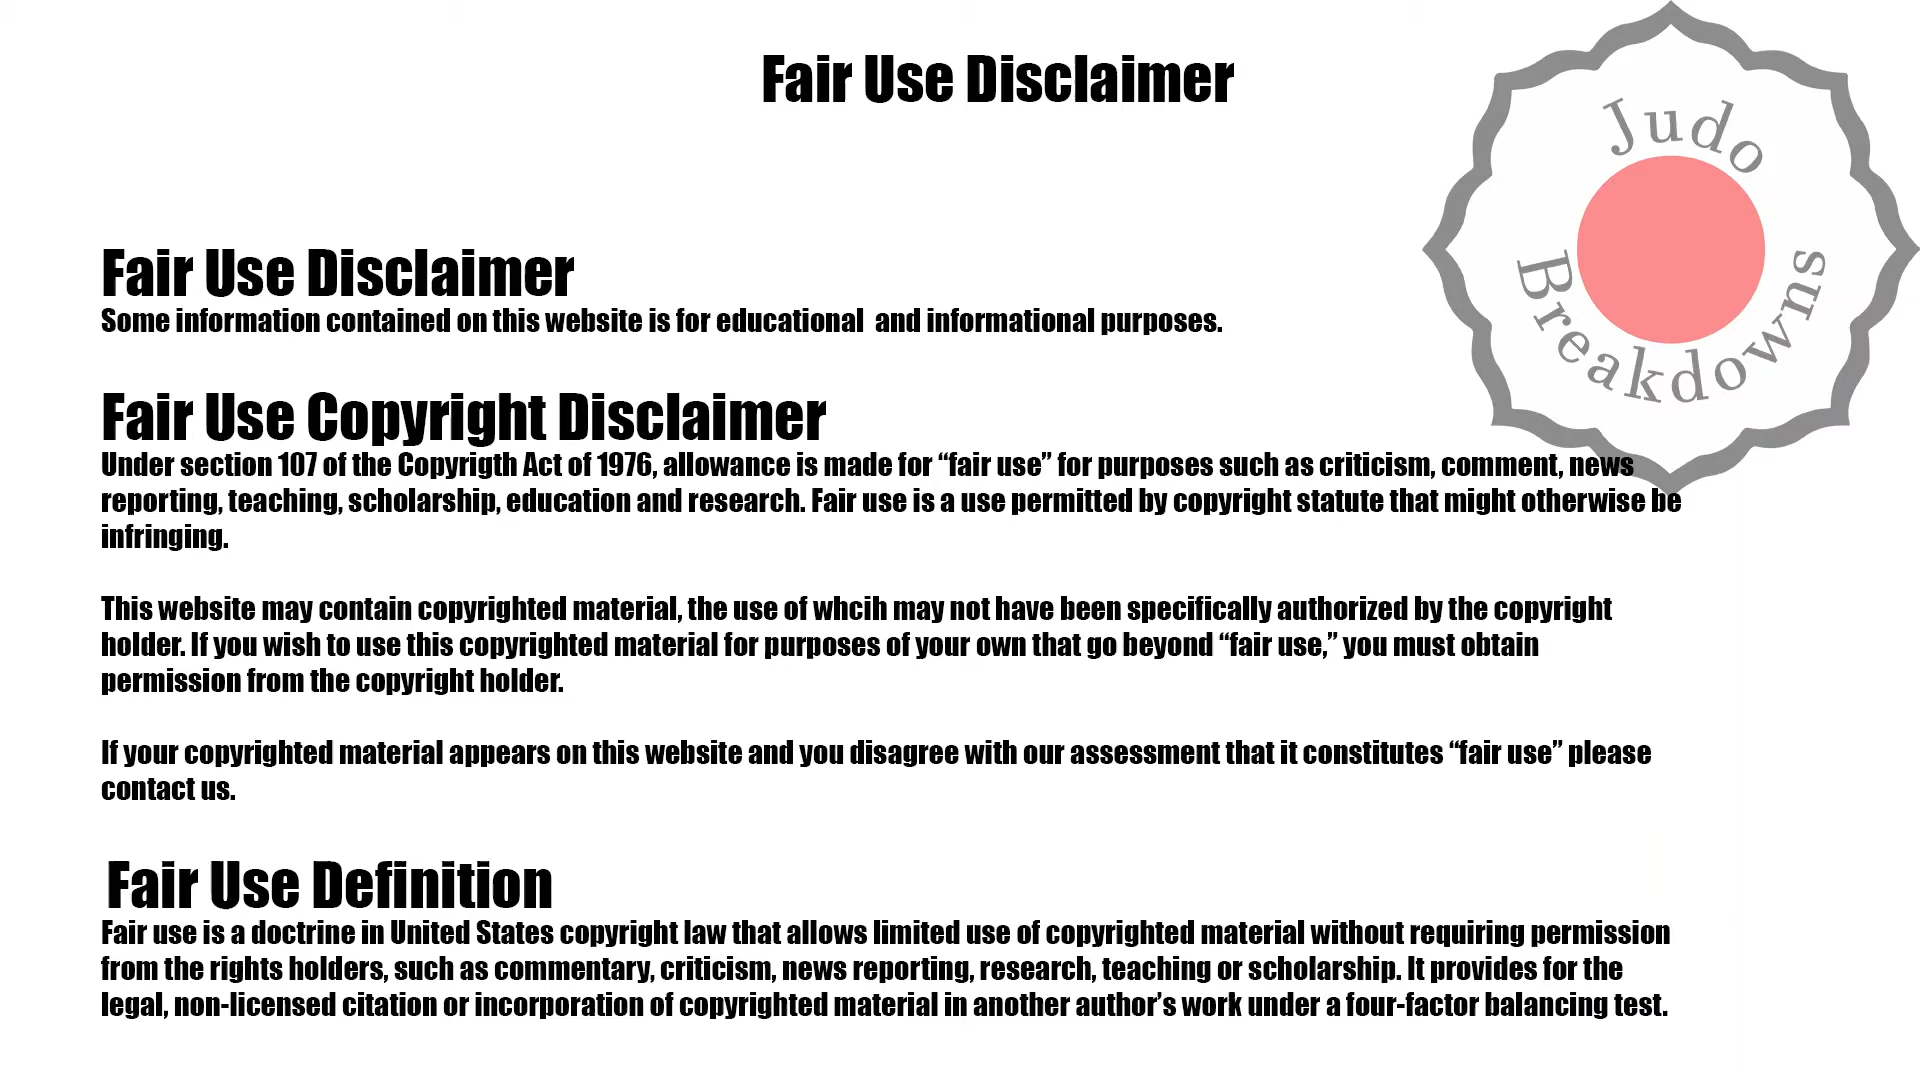 Fair Use Disclaimer
Judo
Breakdowns
Fair Use Disclaimer
Some information contained on this website is for educational  and informational purposes.
Fair Use Copyright Disclaimer
Under section 107 of the Copyrigth Act of 1976, allowance is made for “fair use” for purposes such as criticism, comment, news
reporting, teaching, scholarship, education and research. Fair use is a use permitted by copyright statute that might otherwise be
infringing.
This website may contain copyrighted material, the use of whcih may not have been specifically authorized by the copyright
holder. If you wish to use this copyrighted material for purposes of your own that go beyond “fair use,” you must obtain
permission from the copyright holder.
If your copyrighted material appears on this website and you disagree with our assessment that it constitutes “fair use” please
contact us.
Fair Use Definition
Fair use is a doctrine in United States copyright law that allows limited use of copyrighted material without requiring permission
from the rights holders, such as commentary, criticism, news reporting, research, teaching or scholarship. It provides for the
legal, non-licensed citation or incorporation of copyrighted material in another author’s work under a four-factor balancing test.